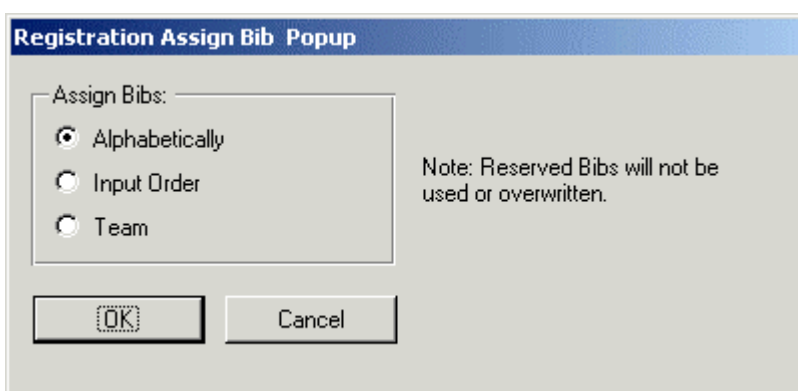 Registration Assign Bib Popup
Assign Bibs:
Alphabetically
Input Order
Team
Note: Reserved Bibs will not be
used or overwritten.
OK
Cancel